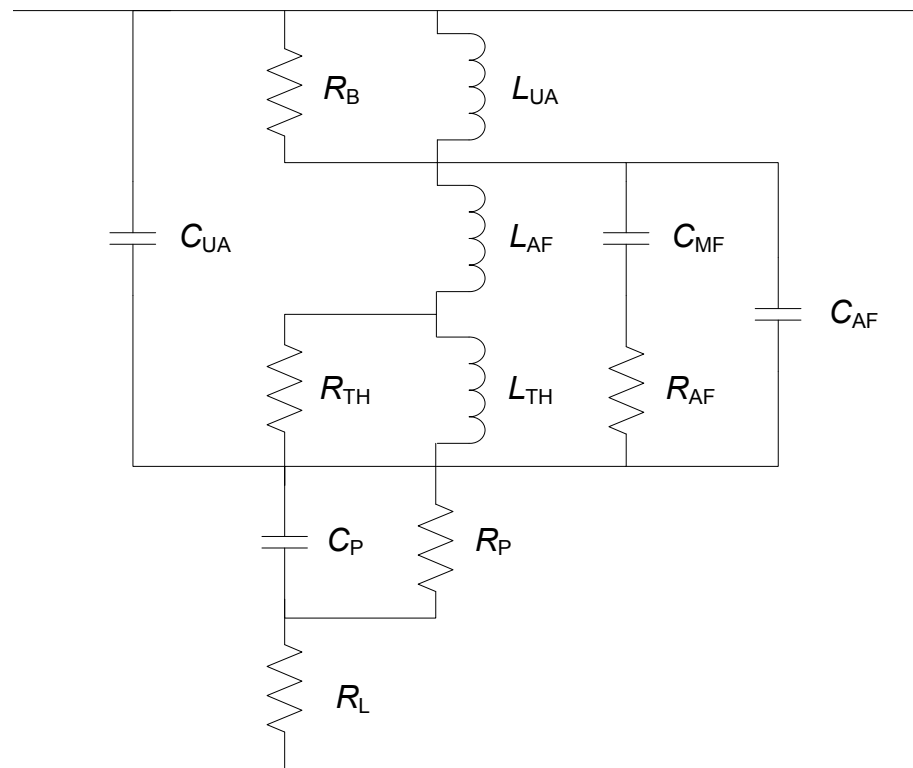 R_B L_UA
C_UA L_AF C_MF
C_AF
R_TH L_TH R_AF
C_P R_P
R_L